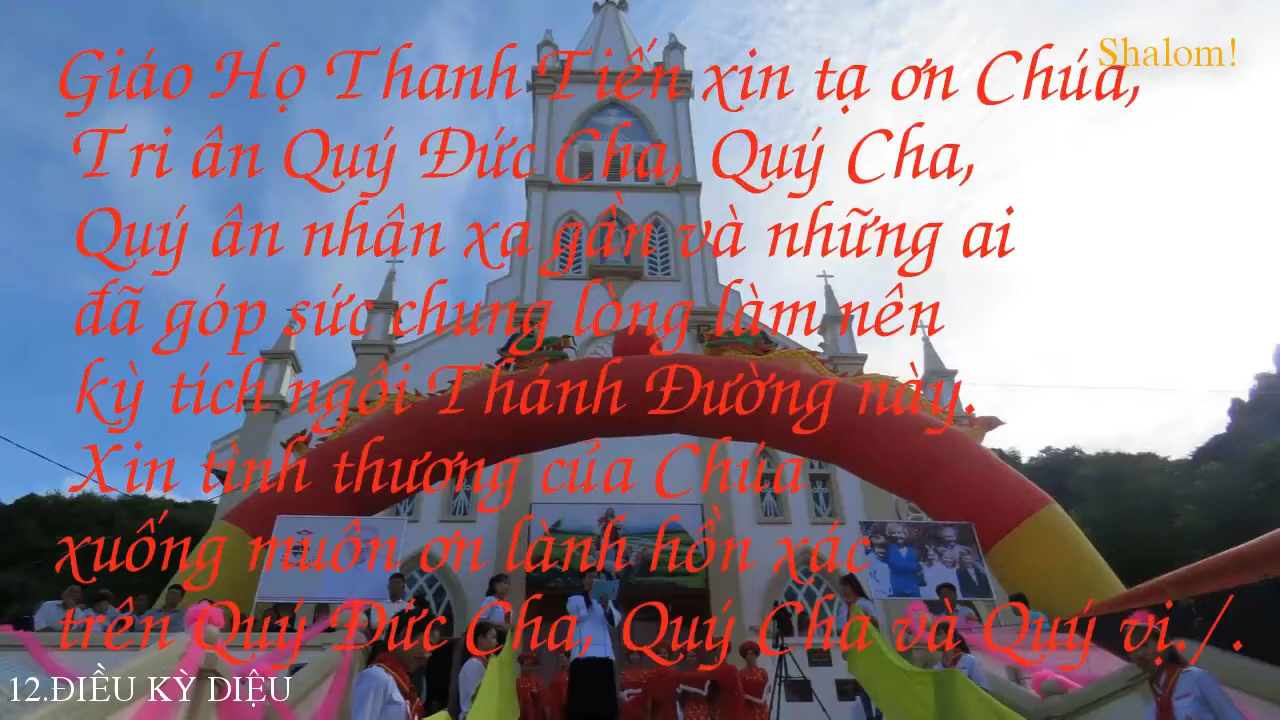 Shalom!
Giáo Họ Thanh Tiến xin tạ ơn Chúa,
Tri ân Quý Đức Cha, Quý Cha,
Quý ân nhân xa gần và những ai
đã góp sức chung lòng làm nên
kỳ tích ngôi Thánh Đường này.
Xin tình thương của Chúa
xuống muôn ơn lành hồn xác
trên Quý Đức Cha, Quý Cha và Quý vị./.
12.ĐIỀU KỲ DIỆU